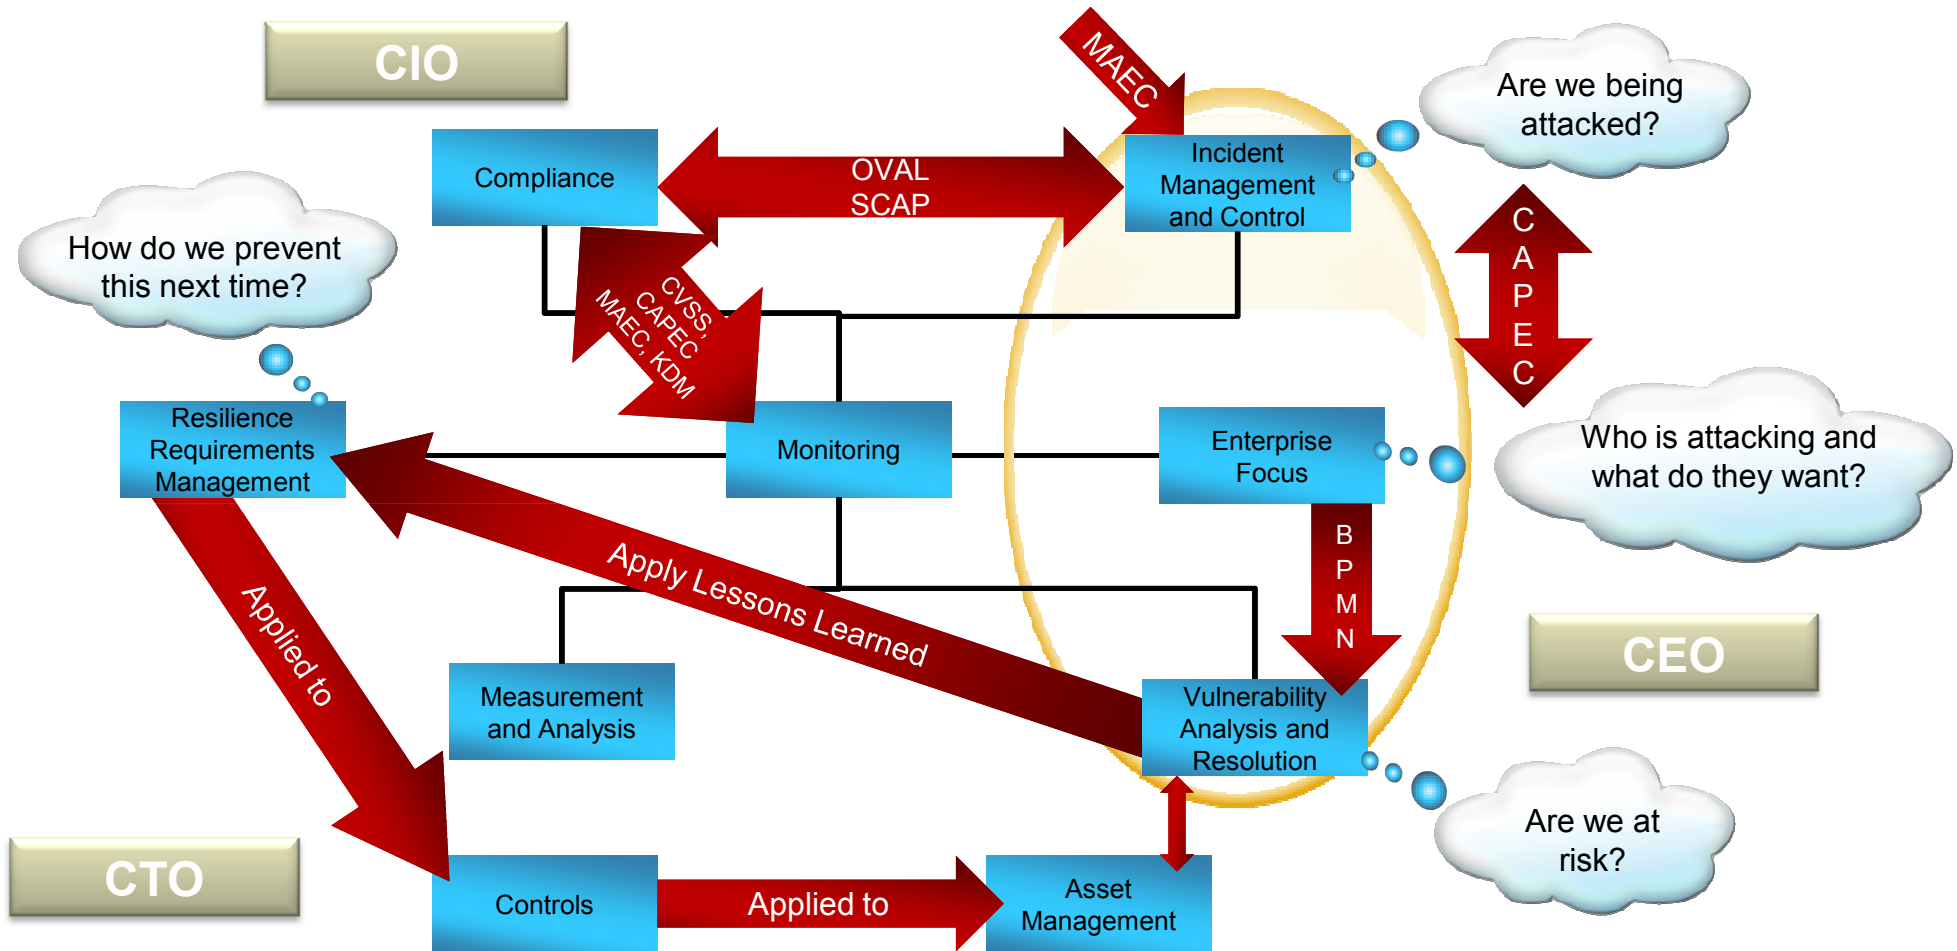 CIO
MAEC
Are we being
attacked?
Compliance
OVAL
SCAP
Incident
Management
and Control
How do we prevent
this next time?
CVSS,
CAPEC
MAEC, KDM
C
A
P
E
C
Resilience
Requirements
Management
Monitoring
Enterprise
Focus
Who is attacking and
what do they want?
B
P
M
N
Apply Lessons Learned
Applied to
CEO
Measurement
and Analysis
Vulnerability
Analysis and
Resolution
Are we at
risk?
CTO
Controls
Applied to
Asset
Management